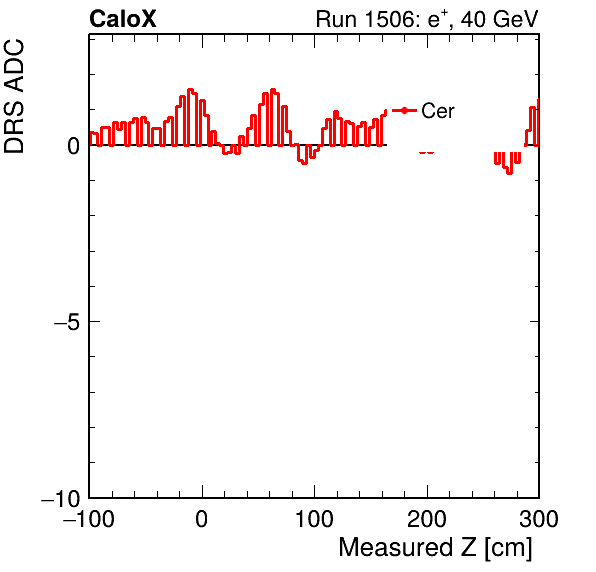 CaloX Run 1506: e⁺, 40 GeV
DRS ADC
Cer
0
−5
−10
−100 0 100 200 300
Measured Z [cm]